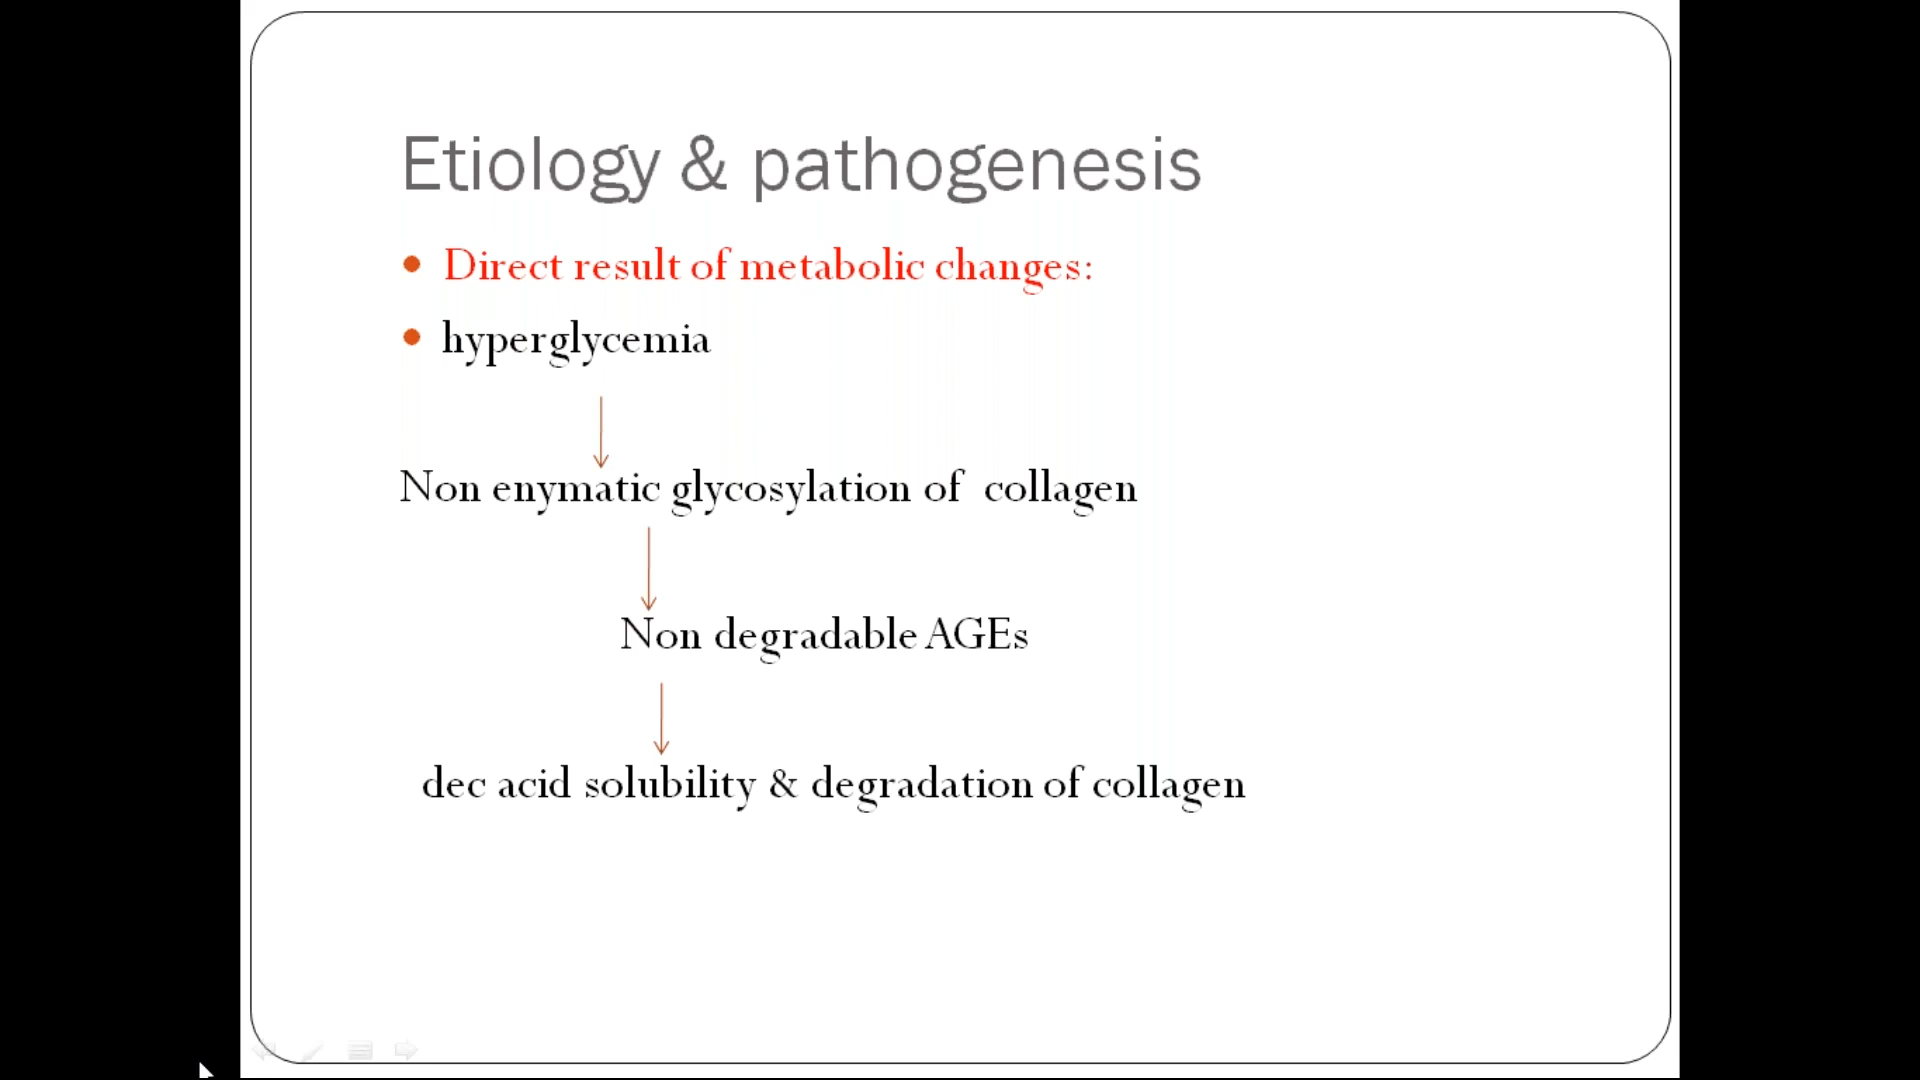 Etiology & pathogenesis
Direct result of metabolic changes:
hyperglycemia
Non enymatic glycosylation of collagen
Non degradable AGEs
dec acid solubility & degradation of collagen